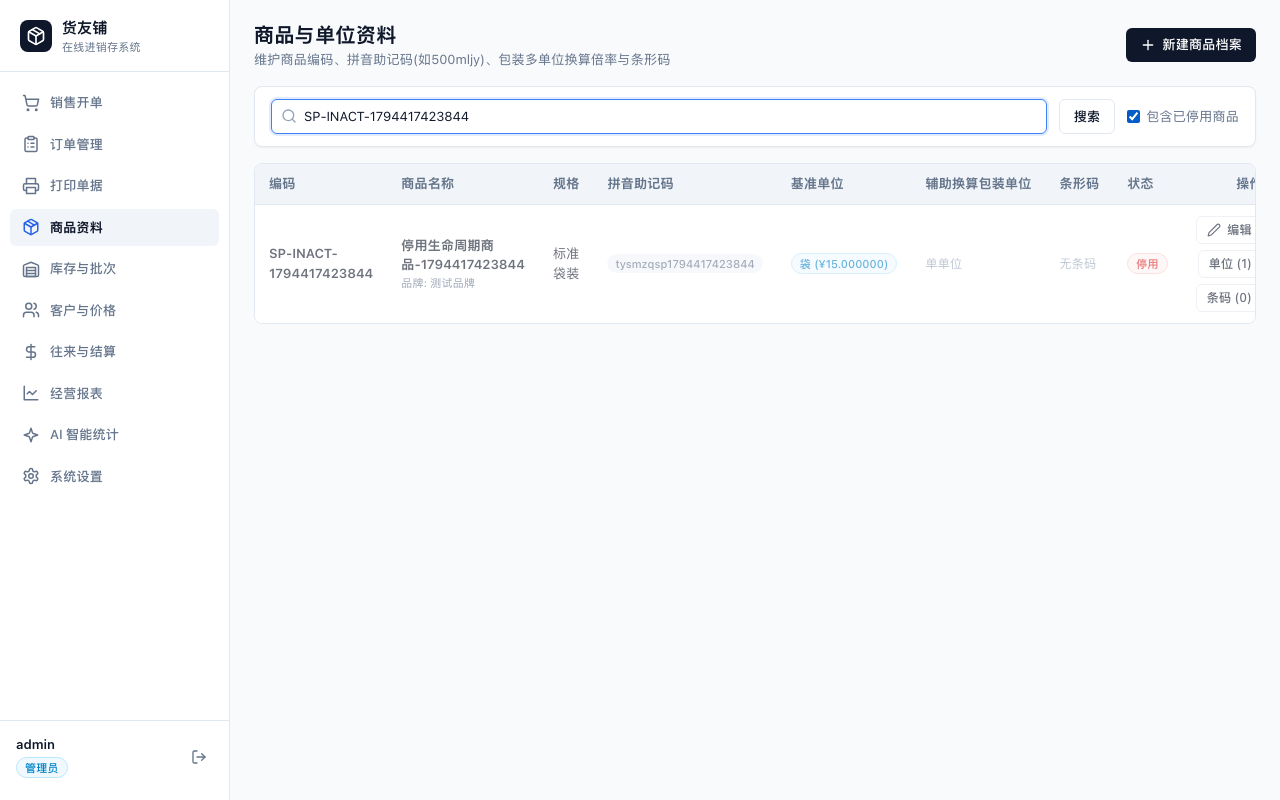 货友铺
在线进销存系统
销售开单
订单管理
打印单据
商品资料
库存与批次
客户与价格
往来与结算
经营报表
AI 智能统计
系统设置
admin
管理员
商品与单位资料
维护商品编码、拼音助记码(如500mljy)、包装多单位换算倍率与条形码
新建商品档案
SP-INACT-1794417423844
搜索
包含已停用商品
编码 商品名称 规格 拼音助记码 基准单位 辅助换算包装单位 条形码 状态 操作
SP-INACT-
1794417423844
停用生命周期商
品-1794417423844
品牌: 测试品牌
标准
袋装
tysmzqsp1794417423844
袋 (¥15.000000)
单单位
无条码
停用
编辑
单位 (1)
条码 (0)